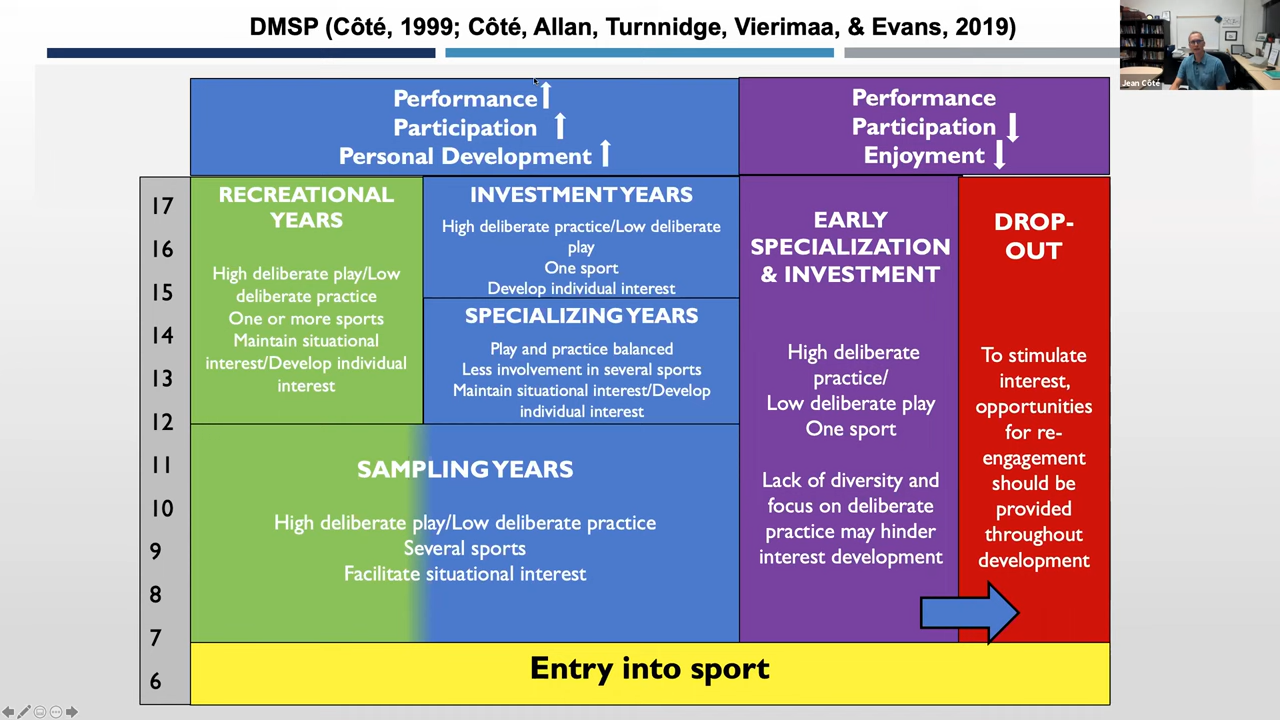 DMSP (Côté, 1999; Côté, Allan, Turnnidge, Vierimaa, & Evans, 2019)
Jean Côté
Performance
Participation
Personal Development
Performance
Participation
Enjoyment
17
16
15
14
13
12
11
10
9
8
7
6
RECREATIONAL
YEARS
High deliberate play/Low
deliberate practice
One or more sports
Maintain situational
interest/Develop individual
interest
INVESTMENT YEARS
High deliberate practice/Low deliberate
play
One sport
Develop individual interest
SPECIALIZING YEARS
Play and practice balanced
Less involvement in several sports
Maintain situational interest/Develop
individual interest
SAMPLING YEARS
High deliberate play/Low deliberate practice
Several sports
Facilitate situational interest
EARLY
SPECIALIZATION
& INVESTMENT
High deliberate
practice/
Low deliberate play
One sport
Lack of diversity and
focus on deliberate
practice may hinder
interest development
DROP-
OUT
To stimulate
interest,
opportunities
for re-
engagement
should be
provided
throughout
development
Entry into sport